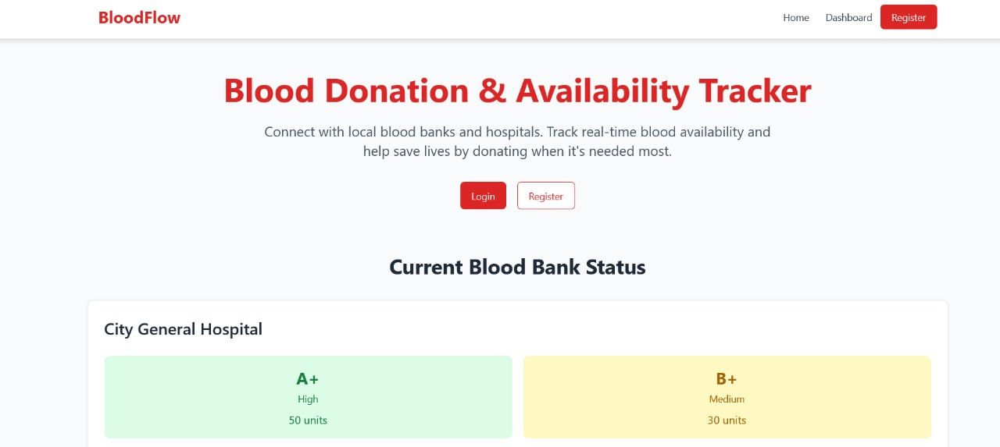 BloodFlow
Home Dashboard Register
Blood Donation & Availability Tracker
Connect with local blood banks and hospitals. Track real-time blood availability and
help save lives by donating when it's needed most.
Login Register
Current Blood Bank Status
City General Hospital
A+
High
50 units
B+
Medium
30 units